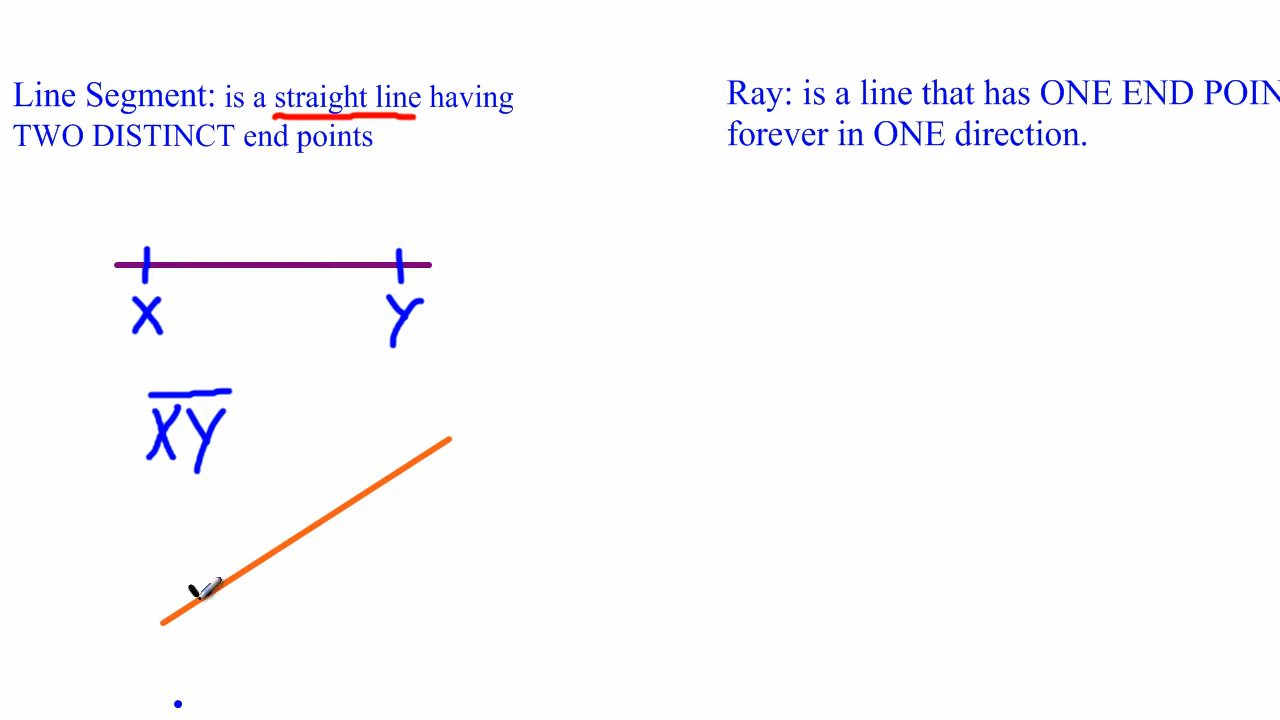 Line Segment: is a straight line having
TWO DISTINCT end points
Ray: is a line that has ONE END
forever in ONE direction.
X Y
XY